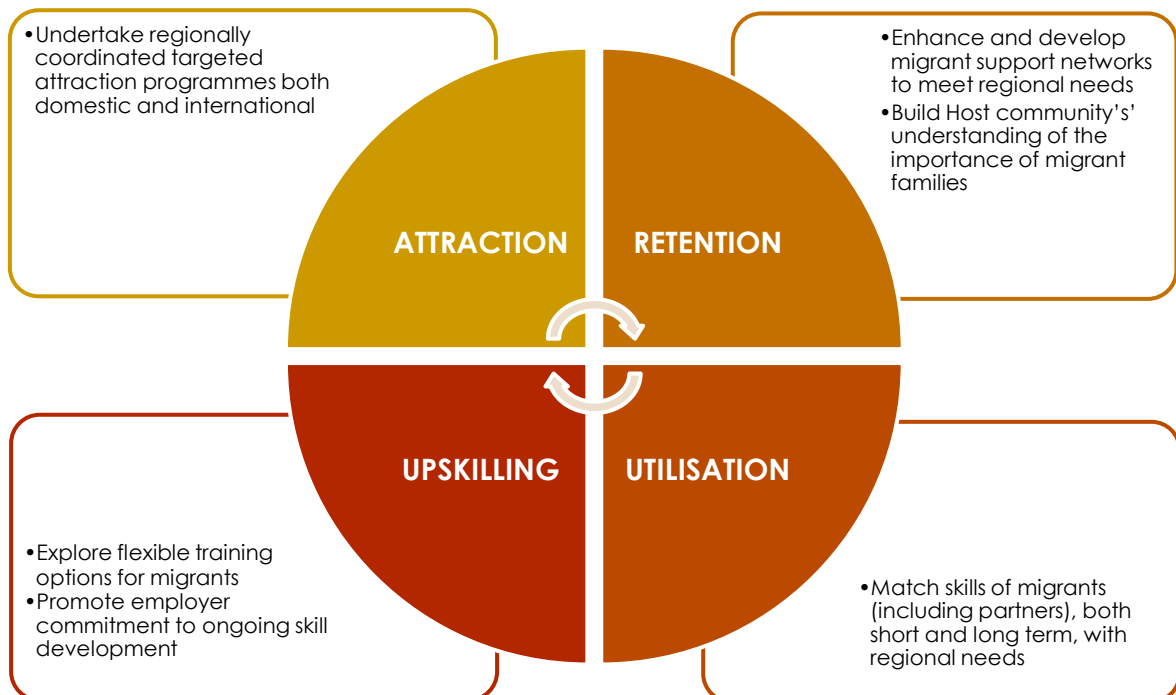 •Undertake regionally
coordinated targeted
attraction programmes both
domestic and international
•Enhance and develop
migrant support networks
to meet regional needs
•Build Host community's'
understanding of the
importance of migrant
families
ATTRACTION
RETENTION
UPSKILLING
UTILISATION
•Explore flexible training
options for migrants
•Promote employer
commitment to ongoing skill
development
•Match skills of migrants
(including partners), both
short and long term, with
regional needs